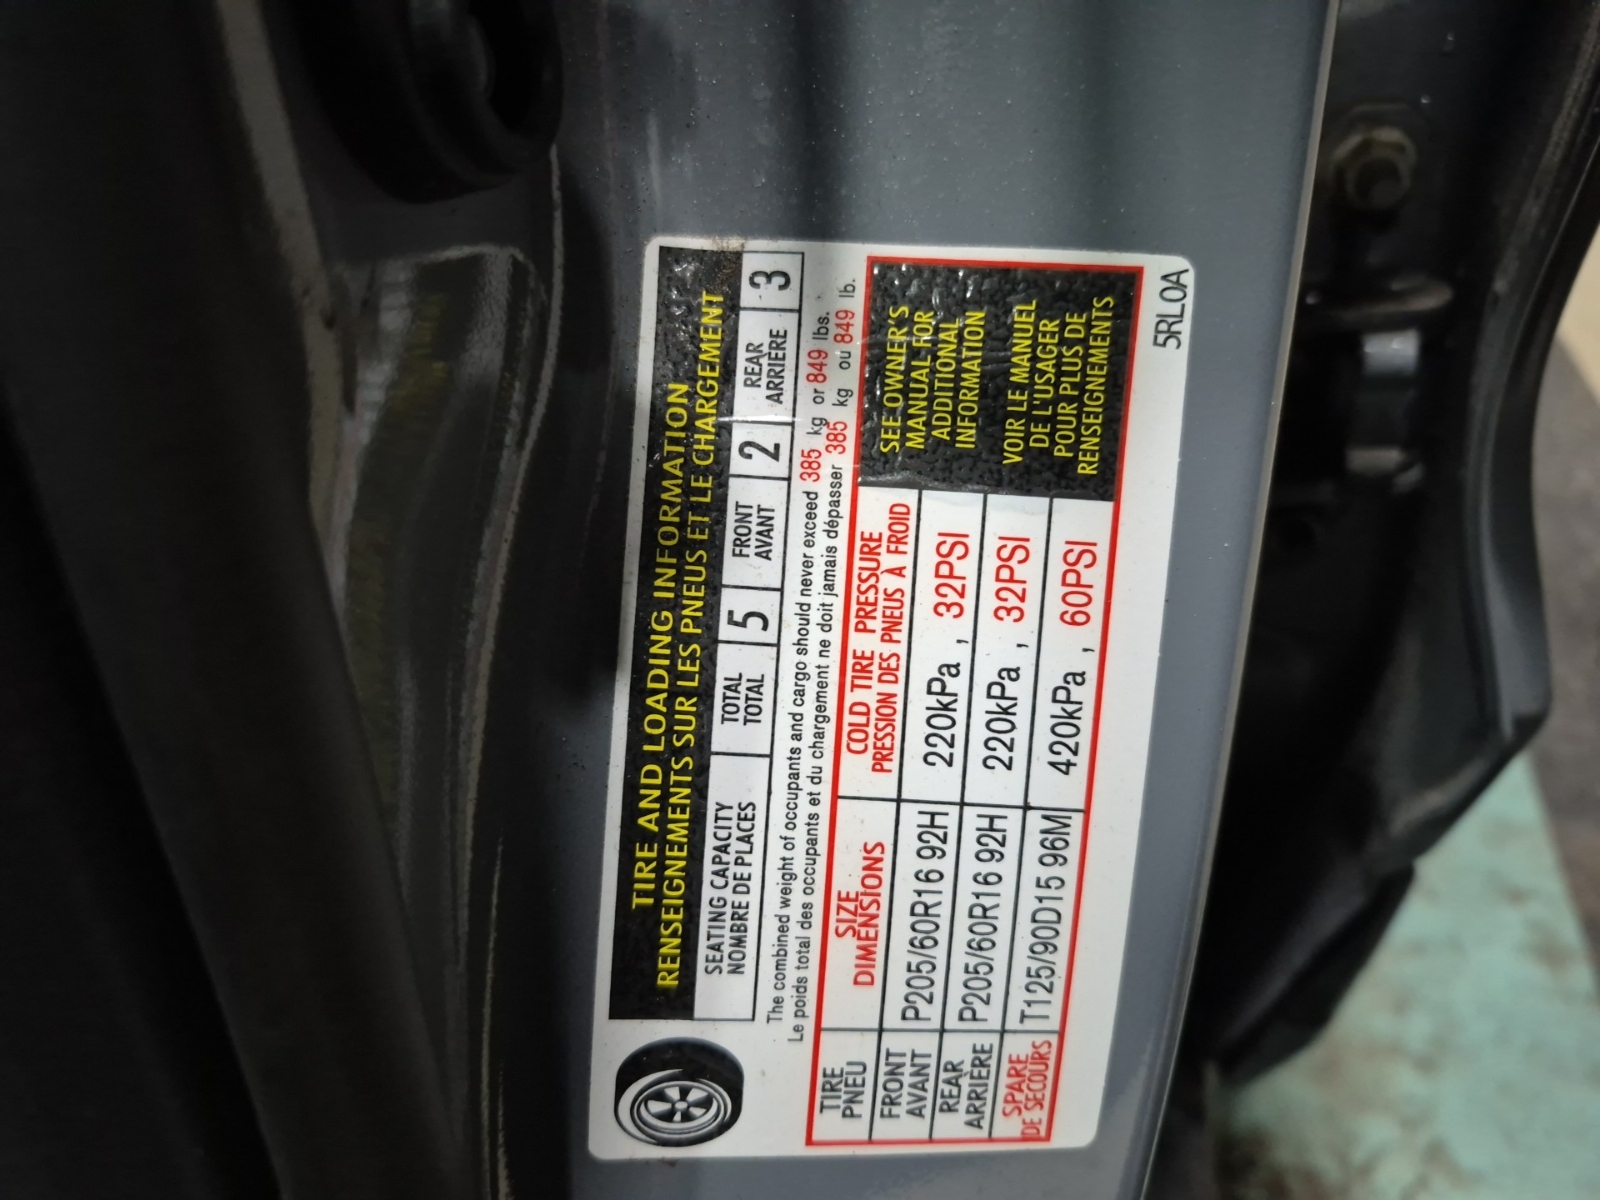 TIRE AND LOADING INFORMATION
RENSEIGNEMENTS SUR LES PNEUS ET LE CHARGEMENT
SEATING CAPACITY
NOMBRE DE PLACES
TOTAL
TOTAL
5
FRONT
AVANT
2
REAR
ARRIÈRE
3
The combined weight of occupants and cargo should never exceed 385 kg or 849 lbs.
Le poids total des occupants et du chargement ne doit jamais dépasser 385 kg ou 849 lb.
TIRE
PNEU
SIZE
DIMENSIONS
COLD TIRE PRESSURE
PRESSION DES PNEUS À FROID
FRONT
AVANT
P205/60R16 92H
220kPa , 32PSI
REAR
ARRIÈRE
P205/60R16 92H
220kPa , 32PSI
SPARE
DE SECOURS
T125/90D15 96M
420kPa , 60PSI
SEE OWNER'S
MANUAL FOR
ADDITIONAL
INFORMATION
VOIR LE MANUEL
DE L'USAGER
POUR PLUS DE
RENSEIGNEMENTS
5RL0A